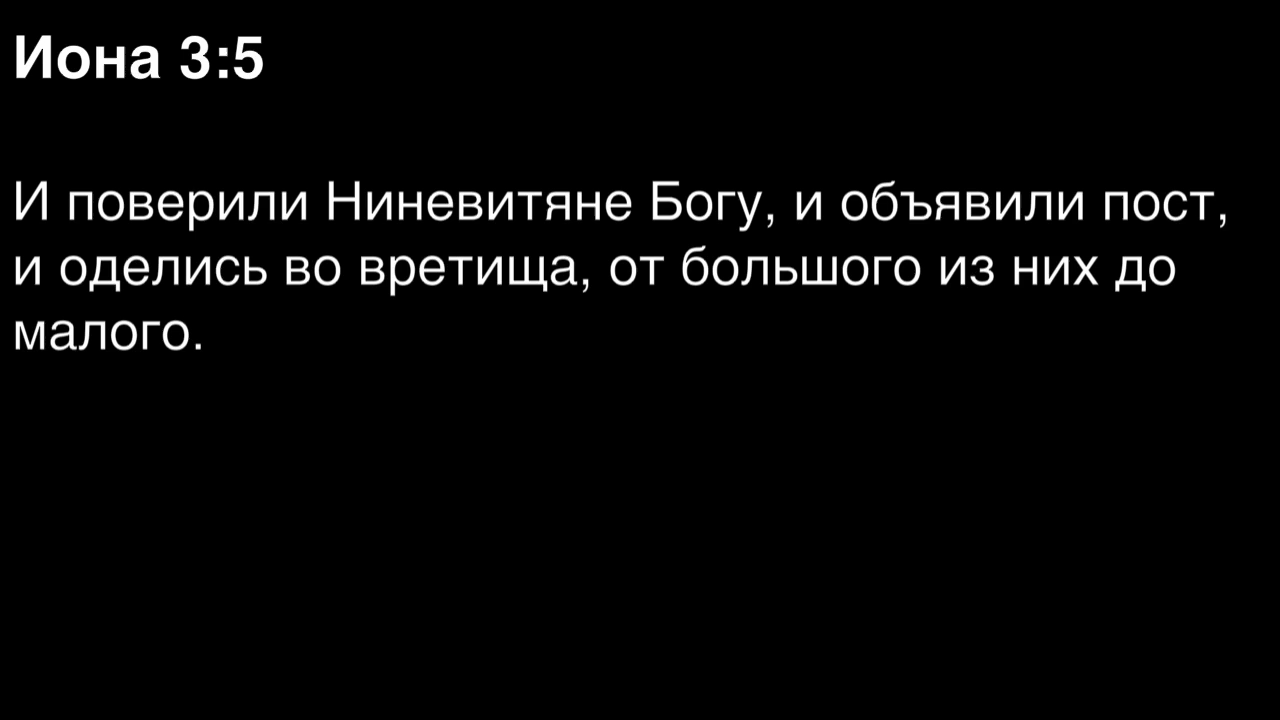 Иона 3:5
И поверили Ниневитяне Богу, и объявили пост,
и оделись во вретища, от большого из них до
малого.